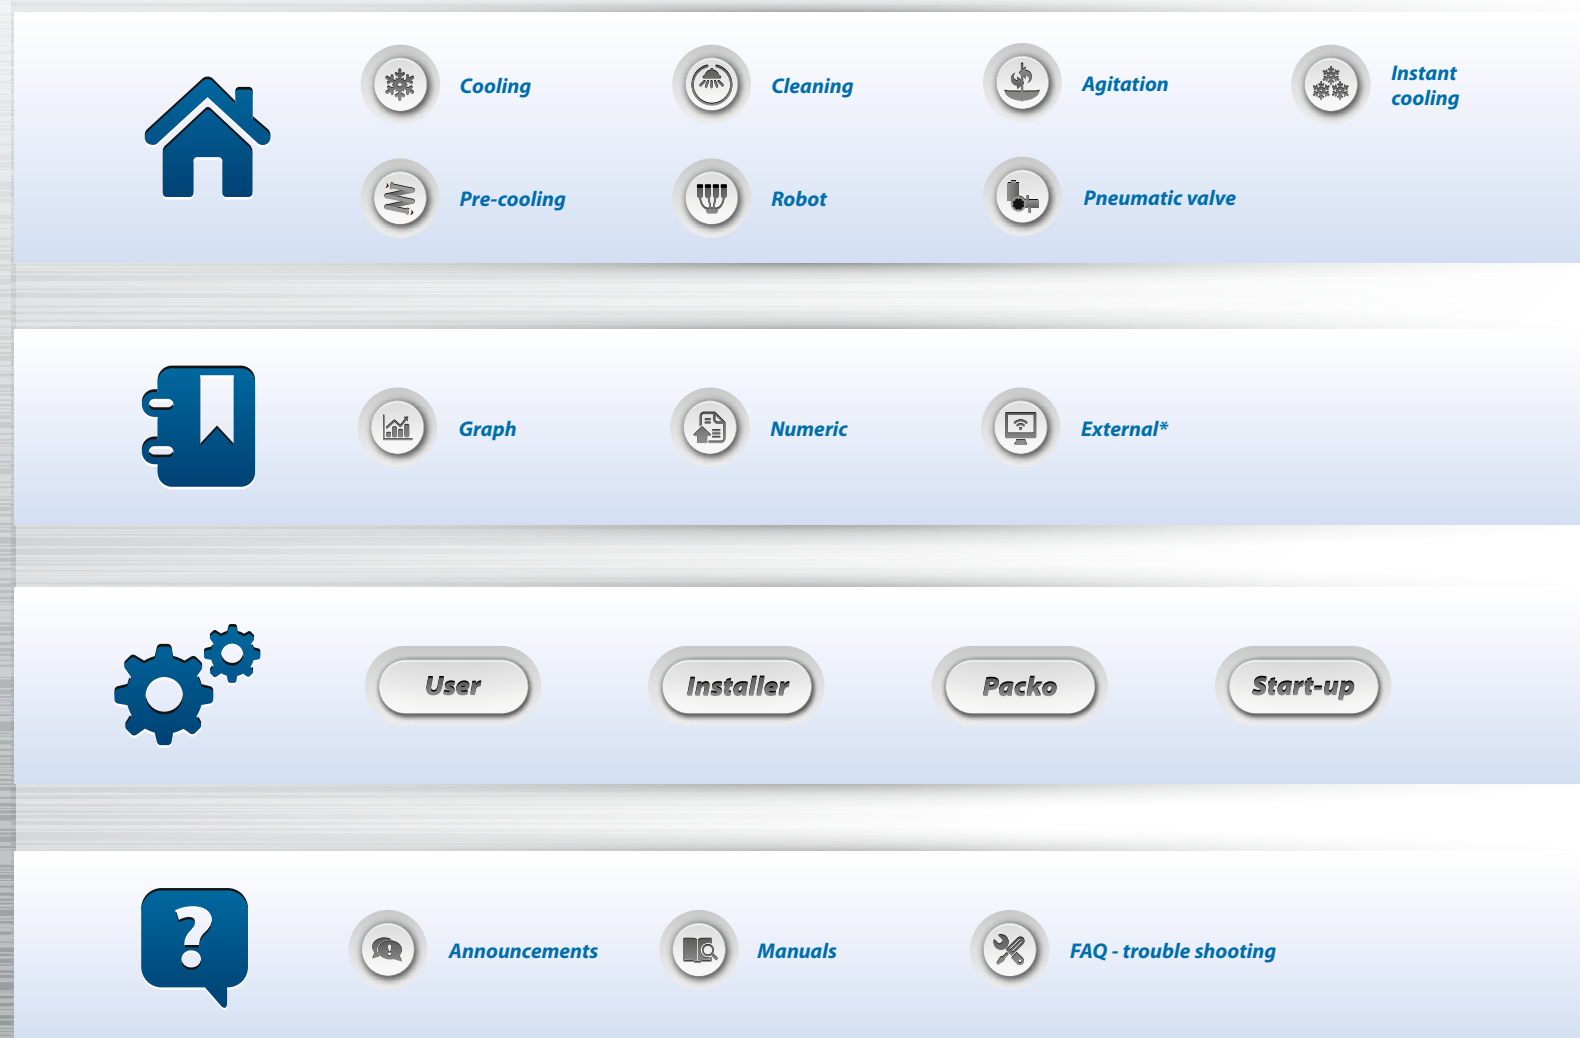 Cooling
Cleaning
Agitation
Instant
cooling
Pre-cooling
Robot
Pneumatic valve
Graph
Numeric
External*
User
Installer
Packo
Start-up
?
Announcements
Manuals
FAQ - trouble shooting